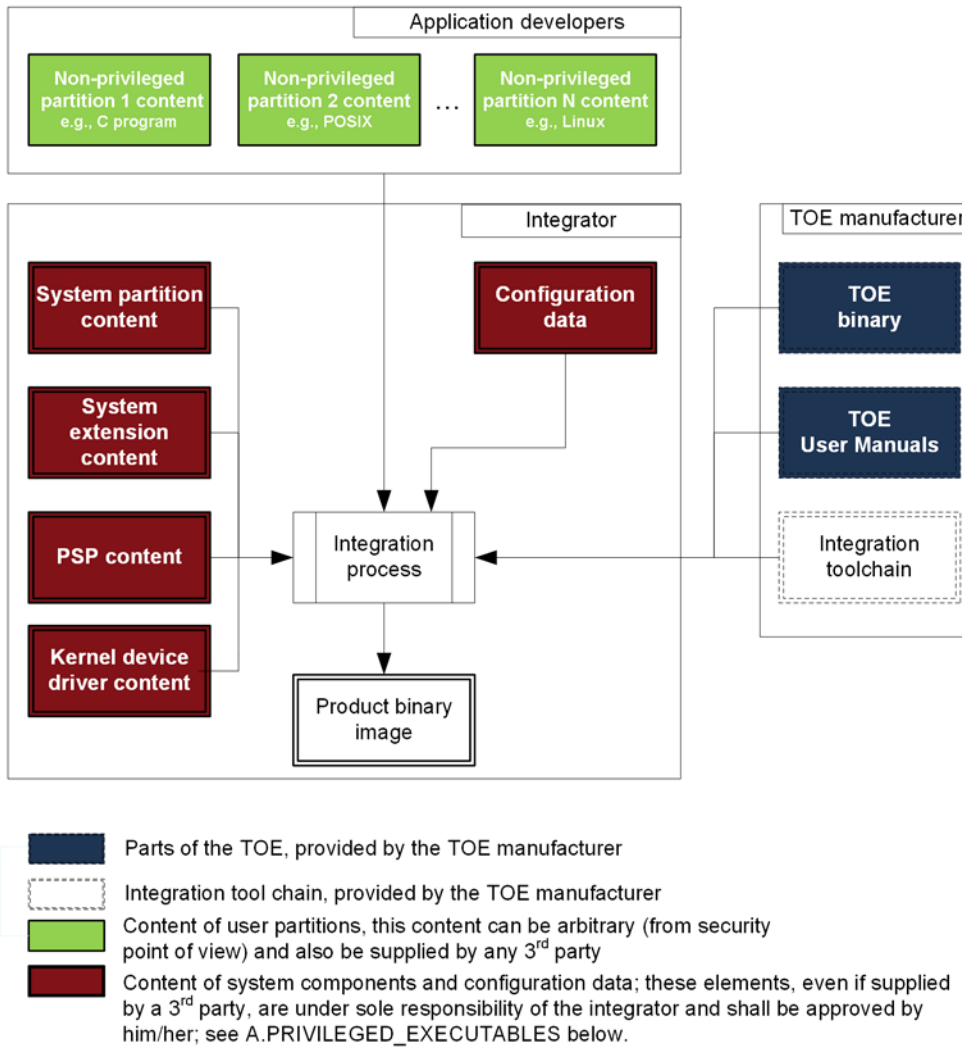 Application developers
Non-privileged
partition 1 content
e.g., C program
Non-privileged
partition 2 content
e.g., POSIX
...
Non-privileged
partition N content
e.g., Linux
Integrator
TOE manufacturer
System partition
content
Configuration
data
TOE
binary
System
extension
content
TOE
User Manuals
PSP content
Integration
process
Integration
toolchain
Kernel device
driver content
Product binary
image
Parts of the TOE, provided by the TOE manufacturer
Integration tool chain, provided by the TOE manufacturer
Content of user partitions, this content can be arbitrary (from security
point of view) and also be supplied by any 3rd party
Content of system components and configuration data; these elements, even if supplied
by a 3rd party, are under sole responsibility of the integrator and shall be approved by
him/her; see A.PRIVILEGED_EXECUTABLES below.